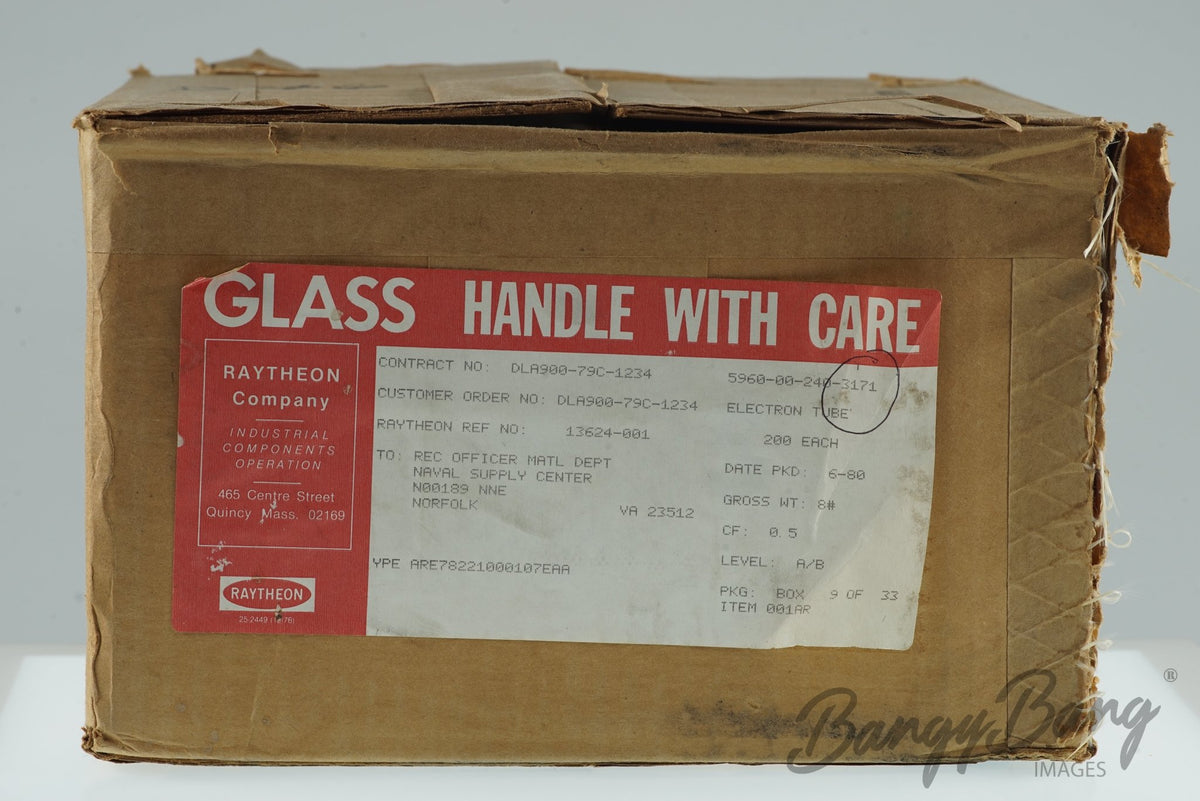 GLASS HANDLE WITH CARE
RAYTHEON
Company
INDUSTRIAL
COMPONENTS
OPERATION
465 Centre Street
Quincy Mass. 02169
RAYTHEON
CONTRACT NO: DLA900-79C-1234
CUSTOMER ORDER NO: DLA900-79C-1234
RAYTHEON REF NO: 13624-001
TO: REC OFFICER MATL DEPT
NAVAL SUPPLY CENTER
N00189 NNE
NORFOLK VA 23512
YPE ARE78221000107EAA
5960-00-240-3171
ELECTRON TUBE
200 EACH
DATE PKD: 6-80
GROSS WT: 8#
CF: 0.5
LEVEL: A/B
PKG: BOX 9 OF 33
ITEM 001AR
BangyBang ®
IMAGES